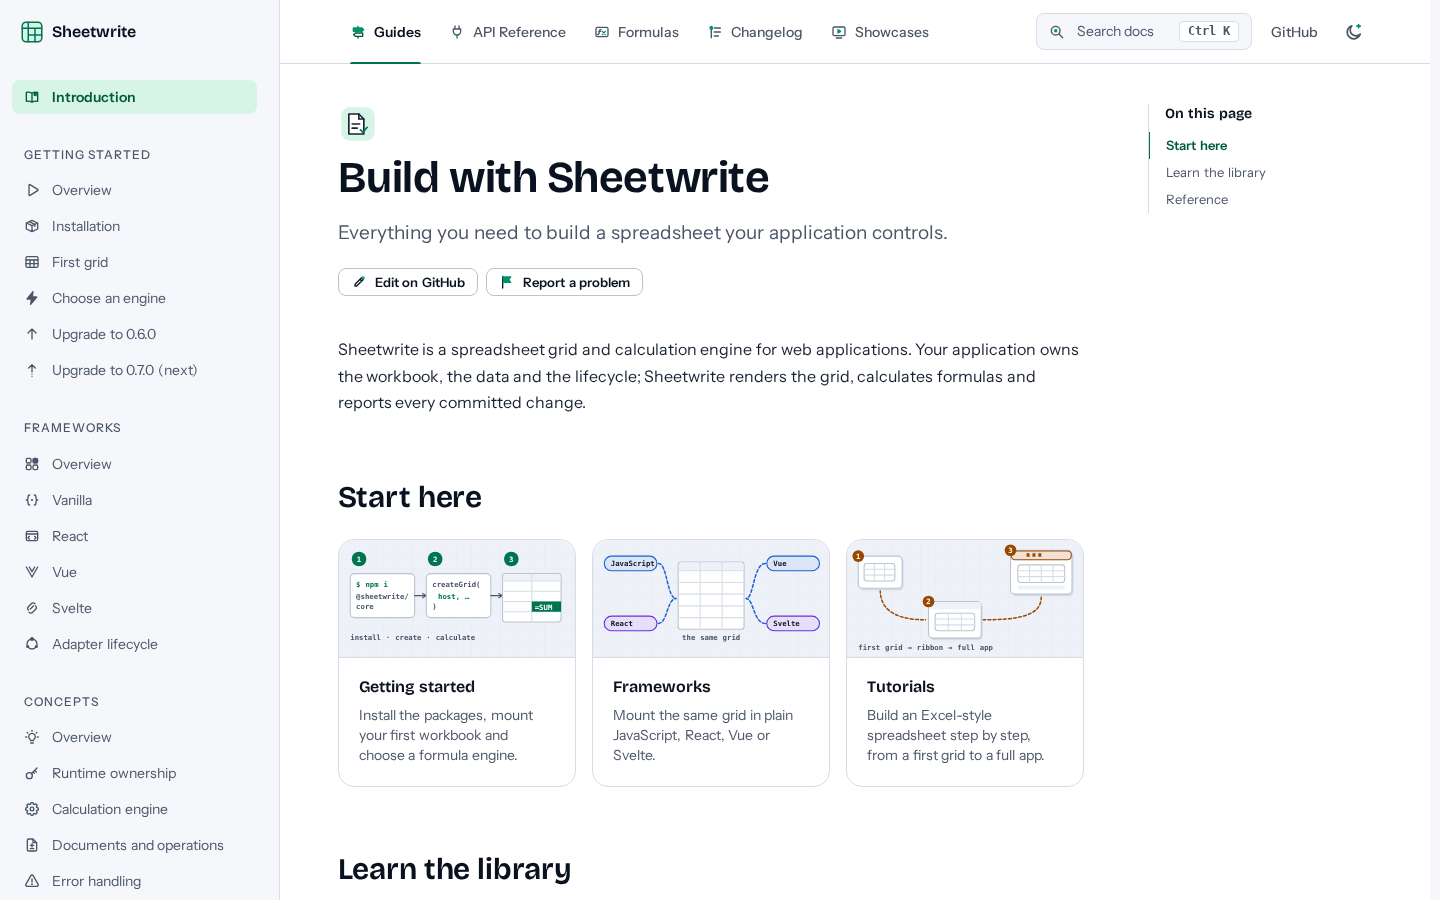 Sheetwrite
Guides
API Reference
Formulas
Changelog
Showcases
Search docs
Ctrl K
GitHub
Introduction
GETTING STARTED
Overview
Installation
First grid
Choose an engine
Upgrade to 0.6.0
Upgrade to 0.7.0 (next)
FRAMEWORKS
Overview
Vanilla
React
Vue
Svelte
Adapter lifecycle
CONCEPTS
Overview
Runtime ownership
Calculation engine
Documents and operations
Error handling
Build with Sheetwrite
Everything you need to build a spreadsheet your application controls.
Edit on GitHub
Report a problem
Sheetwrite is a spreadsheet grid and calculation engine for web applications. Your application owns
the workbook, the data and the lifecycle; Sheetwrite renders the grid, calculates formulas and
reports every committed change.
Start here
1
2
3
$ npm i
@sheetwrite/
core
createGrid(
host, …
)
=SUM
install · create · calculate
Getting started
Install the packages, mount
your first workbook and
choose a formula engine.
JavaScript
Vue
React
Svelte
the same grid
Frameworks
Mount the same grid in plain
JavaScript, React, Vue or
Svelte.
1
3
2
first grid → ribbon → full app
Tutorials
Build an Excel-style
spreadsheet step by step,
from a first grid to a full app.
Learn the library
On this page
Start here
Learn the library
Reference